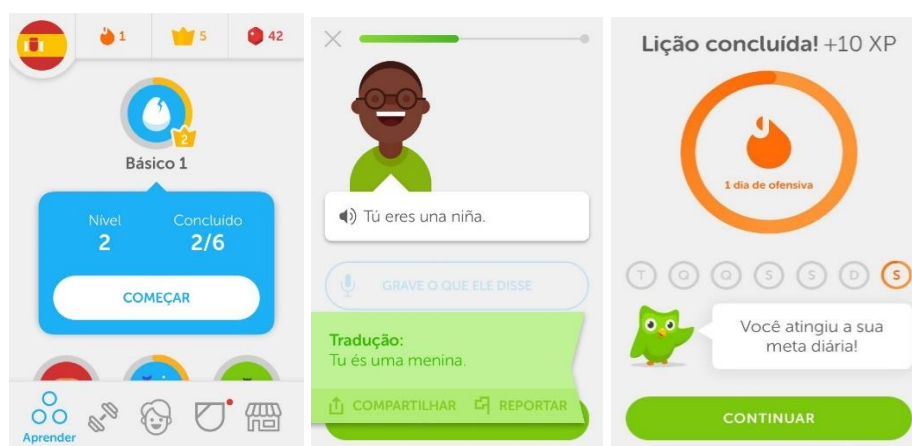 1
5
42
2
Básico 1
Nível
Concluído
2
2/6
COMEÇAR
Aprender
Tú eres una niña.
GRAVE O QUE ELE DISSE
Tradução:
Tu és uma menina.
COMPARTILHAR
REPORTAR
Lição concluída! +10 XP
1 dia de ofensiva
T Q Q S S D S
Você atingiu a sua
meta diária!
CONTINUAR